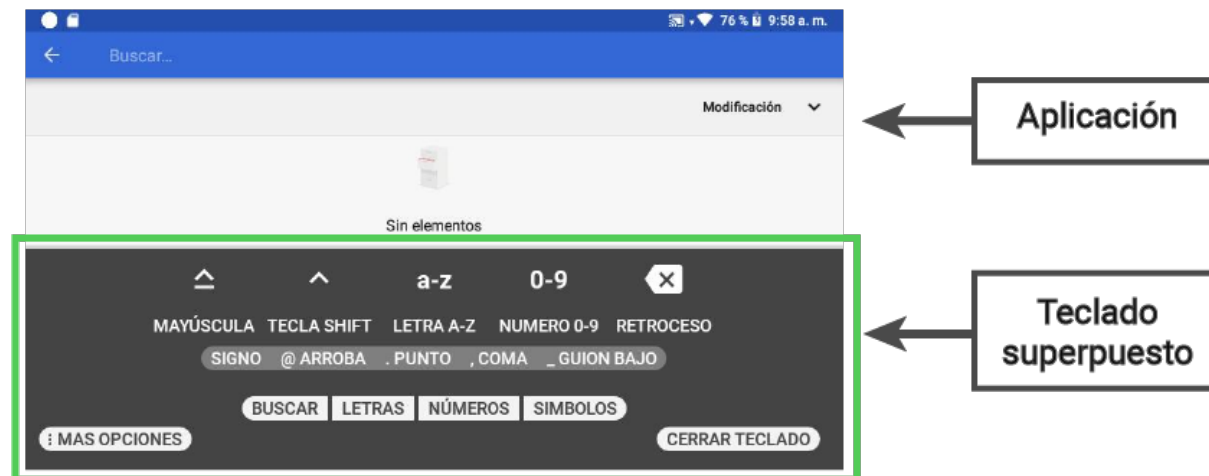 76 % 9:58 a. m.
Buscar...
Modificación
Aplicación
Sin elementos
a-z 0-9
MAYÚSCULA TECLA SHIFT LETRA A-Z NUMERO 0-9 RETROCESO
SIGNO @ ARROBA . PUNTO , COMA _ GUION BAJO
BUSCAR LETRAS NÚMEROS SIMBOLOS
MAS OPCIONES CERRAR TECLADO
Teclado
superpuesto